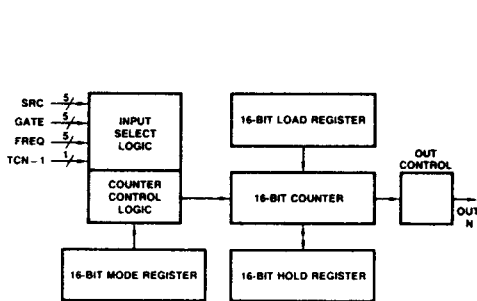 SRC 5
GATE 5
FREQ 5
TCN-1 1
INPUT
SELECT
LOGIC
COUNTER
CONTROL
LOGIC
16-BIT MODE REGISTER
16-BIT LOAD REGISTER
16-BIT COUNTER
16-BIT HOLD REGISTER
OUT
CONTROL
OUT
N